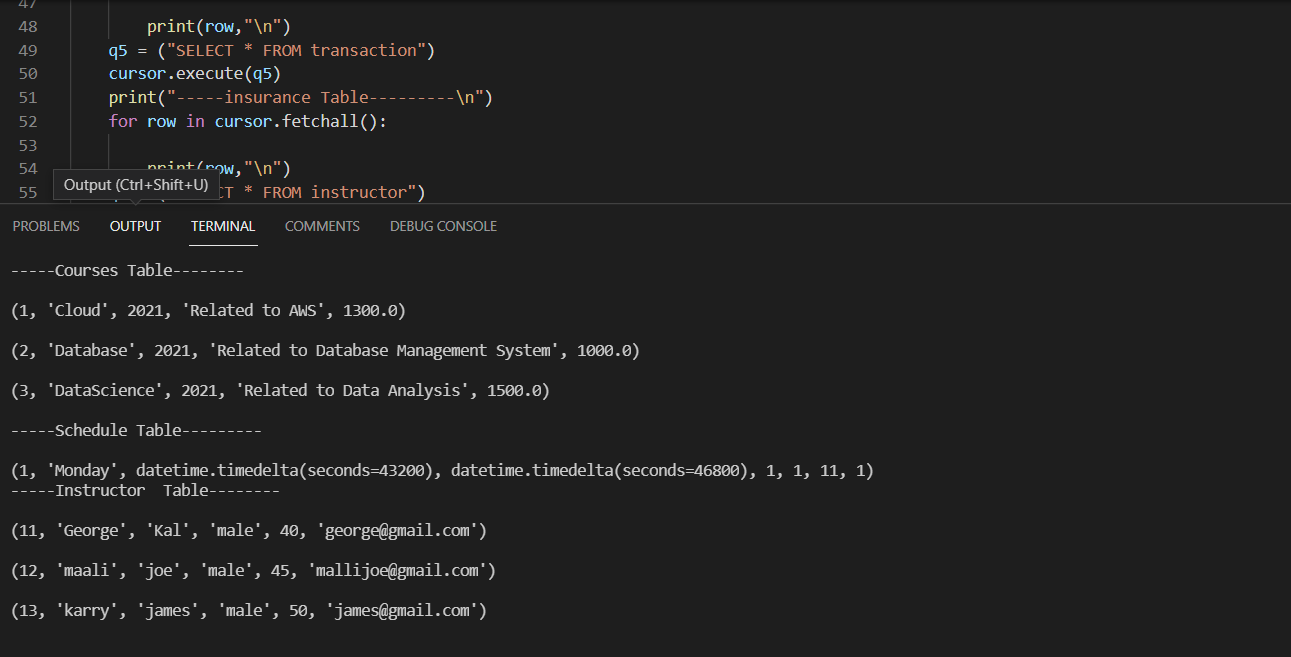 47
48 print(row,"\n")
49 q5 = ("SELECT * FROM transaction")
50 cursor.execute(q5)
51 print("-----insurance Table---------\n")
52 for row in cursor.fetchall():
53
54 print(row,"\n")
Output (Ctrl+Shift+U)
55 * FROM instructor")
PROBLEMS OUTPUT TERMINAL COMMENTS DEBUG CONSOLE
-----Courses Table--------
(1, 'Cloud', 2021, 'Related to AWS', 1300.0)
(2, 'Database', 2021, 'Related to Database Management System', 1000.0)
(3, 'DataScience', 2021, 'Related to Data Analysis', 1500.0)
-----Schedule Table---------
(1, 'Monday', datetime.timedelta(seconds=43200), datetime.timedelta(seconds=46800), 1, 1, 11, 1)
-----Instructor  Table--------
(11, 'George', 'Kal', 'male', 40, 'george@gmail.com')
(12, 'maali', 'joe', 'male', 45, 'mallijoe@gmail.com')
(13, 'karry', 'james', 'male', 50, 'james@gmail.com')